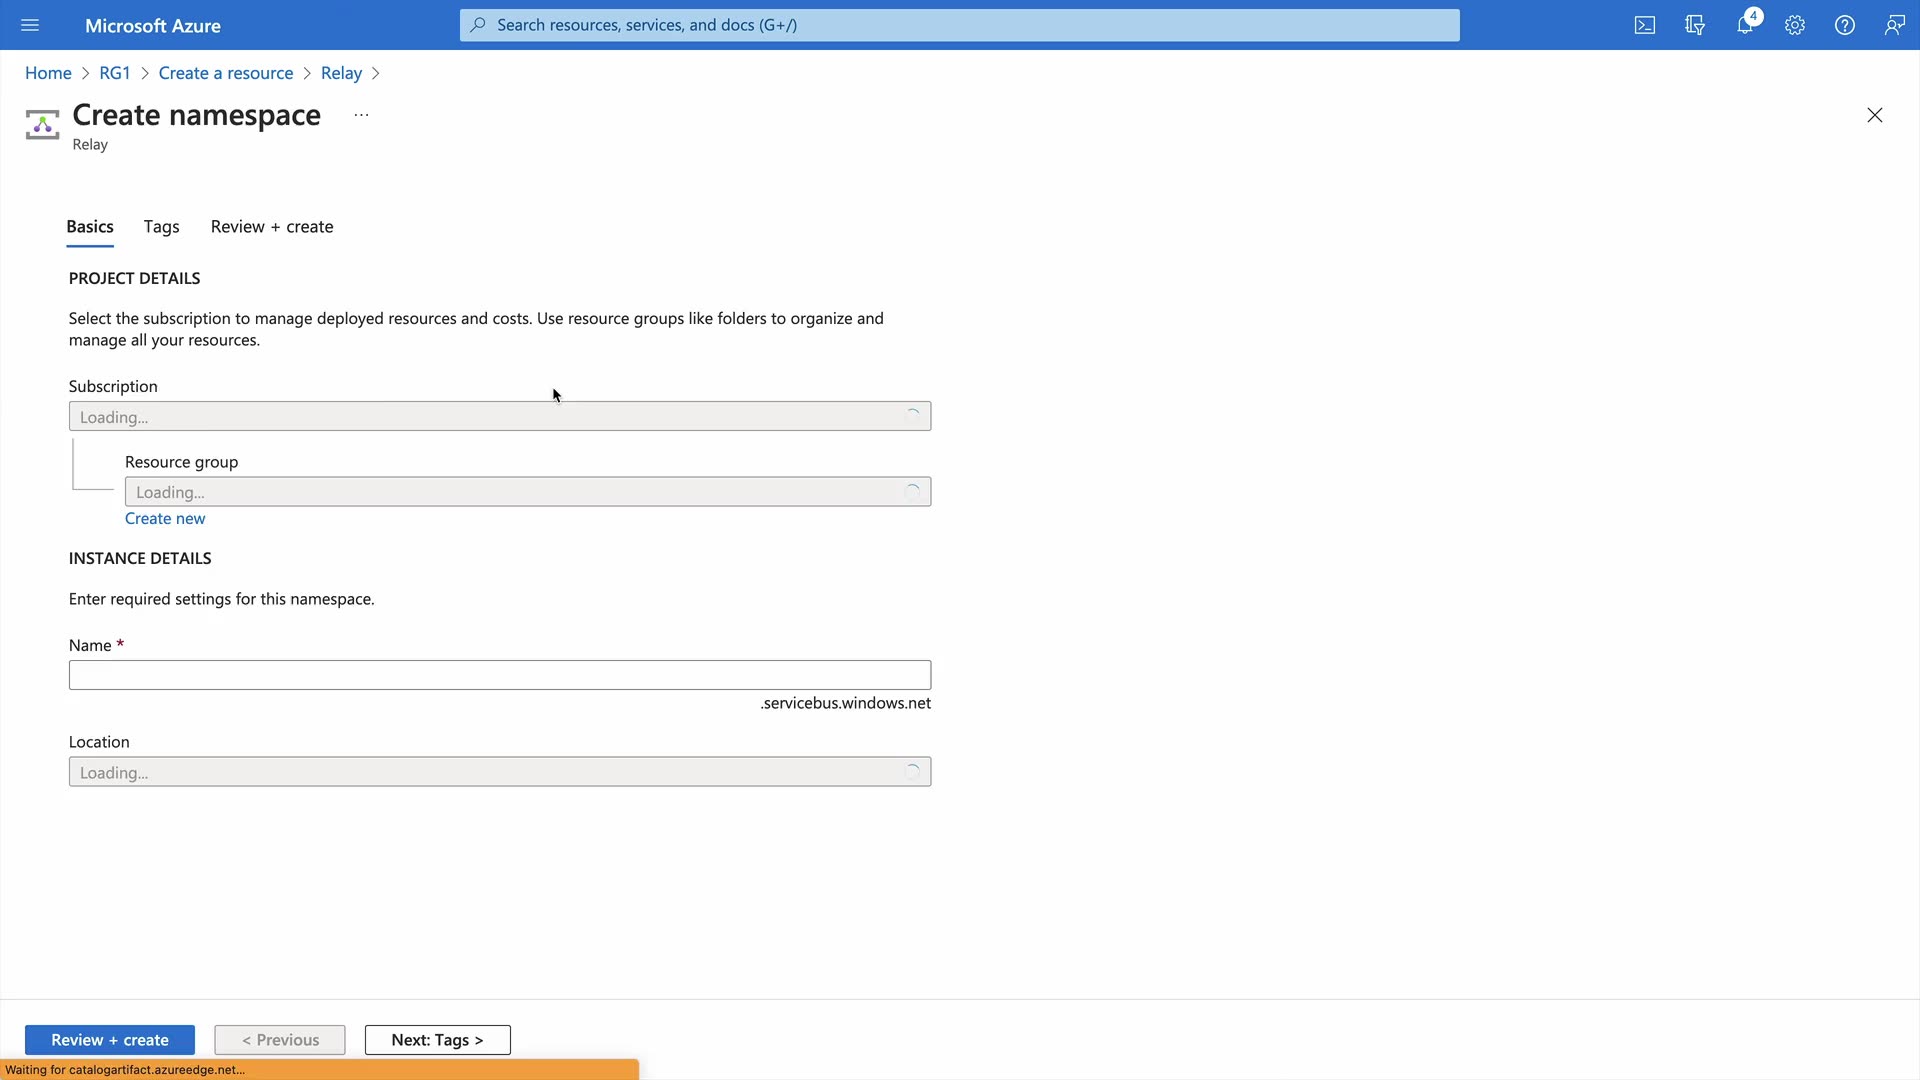 Microsoft Azure
Search resources, services, and docs (G+/)
4
Home > RG1 > Create a resource > Relay >
Create namespace ...
Relay
Basics Tags Review + create
PROJECT DETAILS
Select the subscription to manage deployed resources and costs. Use resource groups like folders to organize and
manage all your resources.
Subscription
Loading...
Resource group
Loading...
Create new
INSTANCE DETAILS
Enter required settings for this namespace.
Name *
.servicebus.windows.net
Location
Loading...
Review + create < Previous Next: Tags >
Waiting for catalogartifact.azureedge.net...